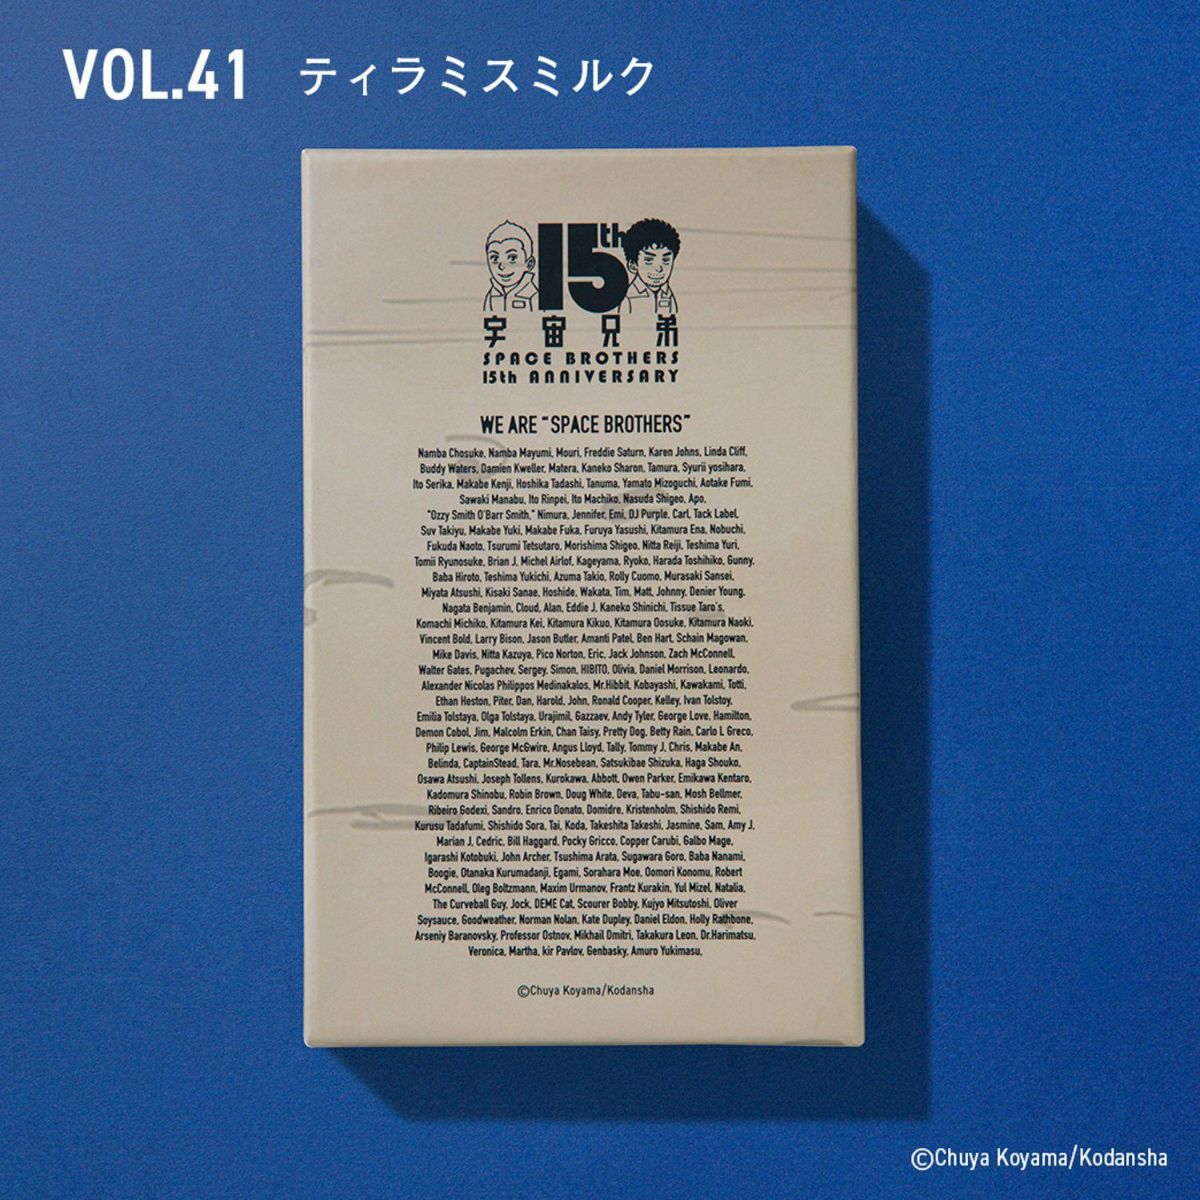 VOL.41 ティラミスミルク
15th
宇宙兄弟
SPACE BROTHERS
15th ANNIVERSARY
WE ARE “SPACE BROTHERS”
Namba Chosuke, Namba Mayumi, Mouri, Freddie Saturn, Karen Johns, Linda Cliff,
Buddy Waters, Damien Kweller, Matera, Kaneko Sharon, Tamura, Syurii yosihara,
Ito Serika, Makabe Kenji, Hoshika Tadashi, Tanuma, Yamato Mizoguchi, Aotake Fumi,
Sawaki Manabu, Ito Rinpei, Ito Machiko, Nasuda Shigeo, Apo,
"Ozzy Smith O'Barr Smith," Nimura, Jennifer, Emi, DJ Purple, Carl, Tack Label,
Suv Takiyu, Makabe Yuki, Makabe Fuka, Furuya Yasushi, Kitamura Ena, Nobuchi,
Fukuda Naoto, Tsurumi Tetsutaro, Morishima Shigeo, Nitta Reiji, Teshima Yuri,
Tomii Ryunosuke, Brian J, Michel Airlof, Kageyama, Ryoko, Harada Toshihiko, Gunny,
Baba Hiroto, Teshima Yukichi, Azuma Takio, Rolly Cuomo, Murasaki Sansei,
Miyata Atsushi, Kisaki Sanae, Hoshide, Wakata, Tim, Matt, Johnny, Denier Young,
Nagata Benjamin, Cloud, Alan, Eddie J, Kaneko Shinichi, Tissue Taro's,
Komachi Michiko, Kitamura Kei, Kitamura Kikuo, Kitamura Oosuke, Kitamura Naoki,
Vincent Bold, Larry Bison, Jason Butler, Amanti Patel, Ben Hart, Schain Magowan,
Mike Davis, Nitta Kazuya, Pico Norton, Eric, Jack Johnson, Zach McConnell,
Walter Gates, Pugachev, Sergey, Simon, HIBITO, Olivia, Daniel Morrison, Leonardo,
Alexander Nicolas Philippos Medinakalos, Mr.Hibbit, Kobayashi, Kawakami, Totti,
Ethan Heston, Piter, Dan, Harold, John, Ronald Cooper, Kelley, Ivan Tolstoy,
Emilia Tolstaya, Olga Tolstaya, Urajimil, Gazzaev, Andy Tyler, George Love, Hamilton,
Demon Cobol, Jim, Malcolm Erkin, Chan Taisy, Pretty Dog, Betty Rain, Carlo L Greco,
Philip Lewis, George McGwire, Angus Lloyd, Tally, Tommy J, Chris, Makabe An,
Belinda, CaptainStead, Tara, Mr.Nosebean, Satsukibae Shizuka, Haga Shouko,
Osawa Atsushi, Joseph Tollens, Kurokawa, Abbott, Owen Parker, Emikawa Kentaro,
Kadomura Shinobu, Robin Brown, Doug White, Deva, Tabu-san, Mosh Bellmer,
Ribeiro Godexi, Sandro, Enrico Donato, Domidre, Kristenholm, Shishido Remi,
Kurusu Tadafumi, Shishido Sora, Tai, Koda, Takeshita Takeshi, Jasmine, Sam, Amy J,
Marian J, Cedric, Bill Haggard, Pocky Gricco, Copper Carubi, Galbo Mage,
Igarashi Kotobuki, John Archer, Tsushima Arata, Sugawara Goro, Baba Nanami,
Boogie, Otanaka Kurumadanji, Egami, Sorahara Moe, Oomori Konomu, Robert
McConnell, Oleg Boltzmann, Maxim Urmanov, Frantz Kurakin, Yul Mizel, Natalia,
The Curveball Guy, Jock, DEME Cat, Scourer Bobby, Kujyo Mitsutoshi, Oliver
Soysauce, Goodweather, Norman Nolan, Kate Dupley, Daniel Eldon, Holly Rathbone,
Arseniy Baranovsky, Professor Ostnov, Mikhail Dmitri, Takakura Leon, Dr.Harimatsu,
Veronica, Martha, kir Pavlov, Genbasky, Amuro Yukimasu,
©Chuya Koyama/Kodansha
©Chuya Koyama/Kodansha